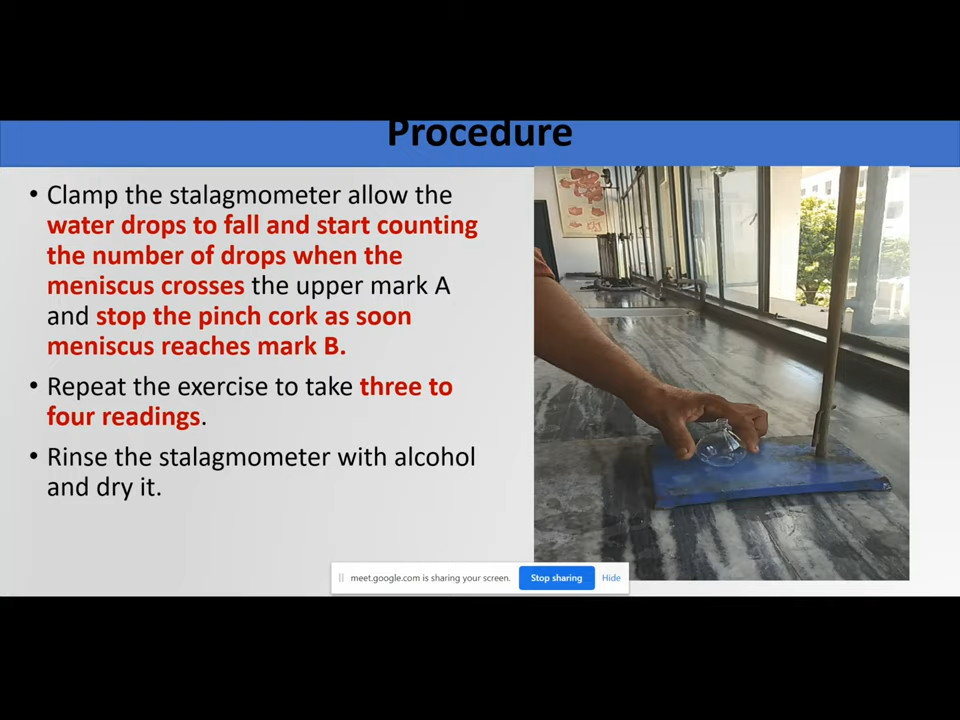 Procedure
• Clamp the stalagmometer allow the
water drops to fall and start counting
the number of drops when the
meniscus crosses the upper mark A
and stop the pinch cork as soon
meniscus reaches mark B.
• Repeat the exercise to take three to
four readings.
• Rinse the stalagmometer with alcohol
and dry it.
meet.google.com is sharing your screen. Stop sharing Hide